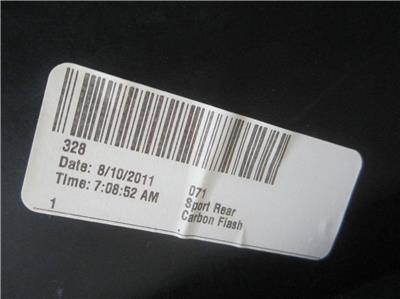 328
Date: 8/10/2011
Time: 7:08:52 AM
071
Sport Rear
Carbon Flash
1